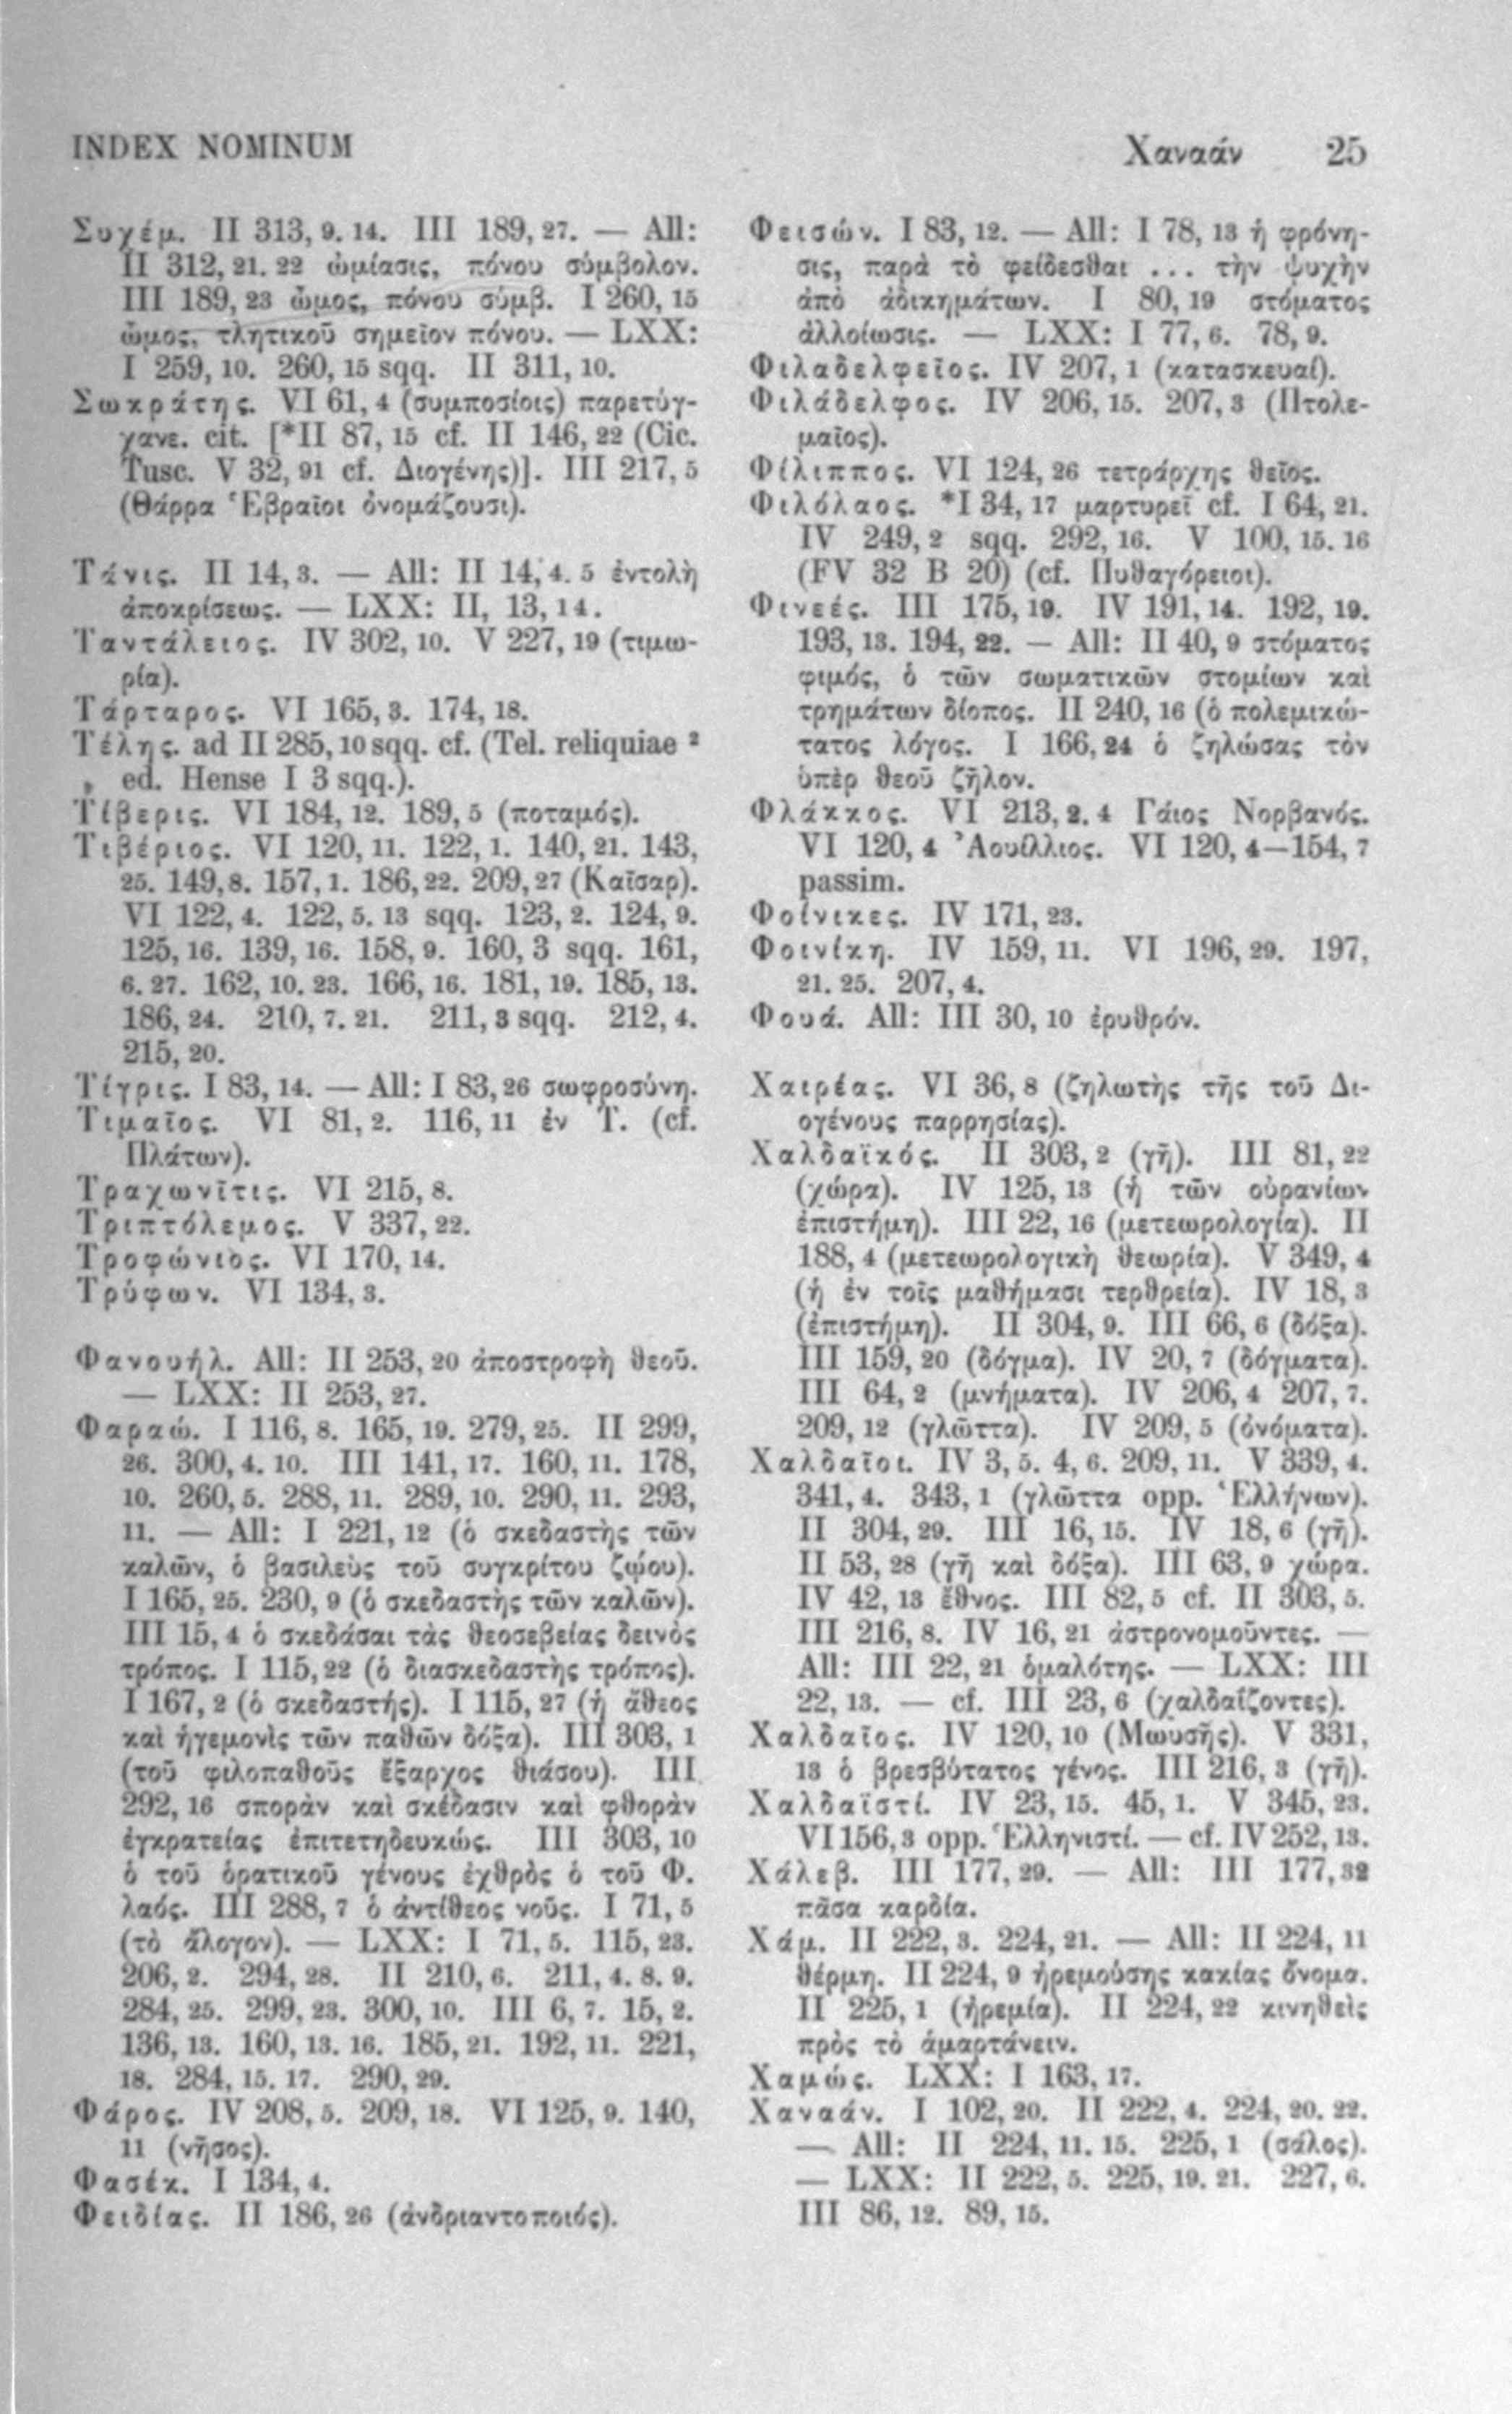 INDEX NOMINUM
Χαναάν 25
Συχέμ. II 313, 9. 14. III 189, 27. — All:
II 312, 21. 22 ὠμίασις, πόνου σύμβολον.
III 189, 23 ὦμος, πόνου σύμβ. I 260, 15
ὦμος, τλητικοῦ σημεῖον πόνου. — LXX:
I 259, 10. 260, 15 sqq. II 311, 10.
Σωκράτης. VI 61, 4 (συμποσίοις) παρετύγ-
χανε. cit. [*II 87, 15 cf. II 146, 22 (Cic.
Tusc. V 32, 91 cf. Διογένης)]. III 217, 5
(Θάρρα Ἑβραῖοι ὀνομάζουσι).
Τάνις. II 14, 3. — All: II 14, 4. 5 ἐντολὴ
ἀποκρίσεως. — LXX: II, 13, 14.
Ταντάλειος. IV 302, 10. V 227, 19 (τιμω-
ρία).
Τάρταρος. VI 165, 3. 174, 18.
Τέλης. ad II 285, 10 sqq. cf. (Tel. reliquiae ²
ed. Hense I 3 sqq.).
Τίβερις. VI 184, 12. 189, 5 (ποταμός).
Τιβέριος. VI 120, 11. 122, 1. 140, 21. 143,
25. 149, 8. 157, 1. 186, 22. 209, 27 (Καῖσαρ).
VI 122, 4. 122, 5. 13 sqq. 123, 2. 124, 9.
125, 16. 139, 16. 158, 9. 160, 3 sqq. 161,
6. 27. 162, 10. 23. 166, 16. 181, 19. 185, 13.
186, 24. 210, 7. 21. 211, 3 sqq. 212, 4.
215, 20.
Τίγρις. I 83, 14. — All: I 83, 26 σωφροσύνη.
Τιμαῖος. VI 81, 2. 116, 11 ἐν Τ. (cf.
Πλάτων).
Τραχωνῖτις. VI 215, 8.
Τριπτόλεμος. V 337, 22.
Τροφώνιος. VI 170, 14.
Τρύφων. VI 134, 3.
Φανουήλ. All: II 253, 20 ἀποστροφὴ θεοῦ.
— LXX: II 253, 27.
Φαραώ. I 116, 8. 165, 19. 279, 25. II 299,
26. 300, 4. 10. III 141, 17. 160, 11. 178,
10. 260, 5. 288, 11. 289, 10. 290, 11. 293,
11. — All: I 221, 12 (ὁ σκεδαστὴς τῶν
καλῶν, ὁ βασιλεὺς τοῦ συγκρίτου ζῴου).
I 165, 25. 230, 9 (ὁ σκεδαστὴς τῶν καλῶν).
III 15, 4 ὁ σκεδάσαι τὰς θεοσεβείας δεινὸς
τρόπος. I 115, 22 (ὁ διασκεδαστὴς τρόπος).
I 167, 2 (ὁ σκεδαστής). I 115, 27 (ἡ ἄθεος
καὶ ἡγεμονὶς τῶν παθῶν δόξα). III 303, 1
(τοῦ φιλοπαθοῦς ἔξαρχος θιάσου). III
292, 16 σπορὰν καὶ σκέδασιν καὶ φθορὰν
ἐγκρατείας ἐπιτετηδευκώς. III 303, 10
ὁ τοῦ ὁρατικοῦ γένους ἐχθρὸς ὁ τοῦ Φ.
λαός. III 288, 7 ὁ ἀντίθεος νοῦς. I 71, 5
(τὸ ἄλογον). — LXX: I 71, 5. 115, 23.
206, 2. 294, 28. II 210, 6. 211, 4. 8. 9.
284, 25. 299, 23. 300, 10. III 6, 7. 15, 2.
136, 13. 160, 13. 16. 185, 21. 192, 11. 221,
18. 284, 15. 17. 290, 29.
Φάρος. IV 208, 5. 209, 18. VI 125, 9. 140,
11 (νῆσος).
Φασέκ. I 134, 4.
Φειδίας. II 186, 26 (ἀνδριαντοποιός).
Φεισών. I 83, 12. — All: I 78, 13 ἡ φρόνη-
σις, παρὰ τὸ φείδεσθαι ... τὴν ψυχὴν
ἀπὸ ἀδικημάτων. I 80, 19 στόματος
ἀλλοίωσις. — LXX: I 77, 6. 78, 9.
Φιλαδελφεῖος. IV 207, 1 (κατασκευαί).
Φιλάδελφος. IV 206, 15. 207, 3 (Πτολε-
μαῖος).
Φίλιππος. VI 124, 26 τετράρχης θεῖος.
Φιλόλαος. *I 34, 17 μαρτυρεῖ cf. I 64, 21.
IV 249, 2 sqq. 292, 16. V 100, 15. 16
(FV 32 B 20) (cf. Πυθαγόρειοι).
Φινεές. III 175, 19. IV 191, 14. 192, 19.
193, 13. 194, 22. — All: II 40, 9 στόματος
φιμός, ὁ τῶν σωματικῶν στομίων καὶ
τρημάτων δίοπος. II 240, 16 (ὁ πολεμικώ-
τατος λόγος. I 166, 24 ὁ ζηλώσας τὸν
ὑπὲρ θεοῦ ζῆλον.
Φλάκκος. VI 213, 2. 4 Γάιος Νορβανός.
VI 120, 4 Ἀουίλλιος. VI 120, 4—154, 7
passim.
Φοίνικες. IV 171, 23.
Φοινίκη. IV 159, 11. VI 196, 29. 197,
21. 25. 207, 4.
Φουά. All: III 30, 10 ἐρυθρόν.
Χαιρέας. VI 36, 8 (ζηλωτὴς τῆς τοῦ Δι-
ογένους παρρησίας).
Χαλδαϊκός. II 303, 2 (γῆ). III 81, 22
(χώρα). IV 125, 13 (ἡ τῶν οὐρανίων
ἐπιστήμη). III 22, 16 (μετεωρολογία). II
188, 4 (μετεωρολογικὴ θεωρία). V 349, 4
(ἡ ἐν τοῖς μαθήμασι τερθρεία). IV 18, 3
(ἐπιστήμη). II 304, 9. III 66, 6 (δόξα).
III 159, 20 (δόγμα). IV 20, 7 (δόγματα).
III 64, 2 (μνήματα). IV 206, 4 207, 7.
209, 12 (γλῶττα). IV 209, 5 (ὀνόματα).
Χαλδαῖοι. IV 3, 5. 4, 6. 209, 11. V 339, 4.
341, 4. 343, 1 (γλῶττα opp. Ἑλλήνων).
II 304, 29. III 16, 15. IV 18, 6 (γῆ).
II 53, 28 (γῆ καὶ δόξα). III 63, 9 χώρα.
IV 42, 13 ἔθνος. III 82, 5 cf. II 303, 5.
III 216, 8. IV 16, 21 ἀστρονομοῦντες. —
All: III 22, 21 ὁμαλότης. — LXX: III
22, 13. — cf. III 23, 6 (χαλδαΐζοντες).
Χαλδαῖος. IV 120, 10 (Μωυσῆς). V 331,
13 ὁ βρεσβύτατος γένος. III 216, 3 (γῆ).
Χαλδαϊστί. IV 23, 15. 45, 1. V 345, 23.
VI 156, 3 opp. Ἑλληνιστί. — cf. IV 252, 13.
Χάλεβ. III 177, 29. — All: III 177, 32
πᾶσα καρδία.
Χάμ. II 222, 3. 224, 21. — All: II 224, 11
θέρμη. II 224, 9 ἠρεμούσης κακίας ὄνομα.
II 225, 1 (ἠρεμία). II 224, 22 κινηθεὶς
πρὸς τὸ ἁμαρτάνειν.
Χαμώς. LXX: I 163, 17.
Χαναάν. I 102, 20. II 222, 4. 224, 20. 22.
— All: II 224, 11. 15. 225, 1 (σάλος).
— LXX: II 222, 5. 225, 19. 21. 227, 6.
III 86, 12. 89, 15.